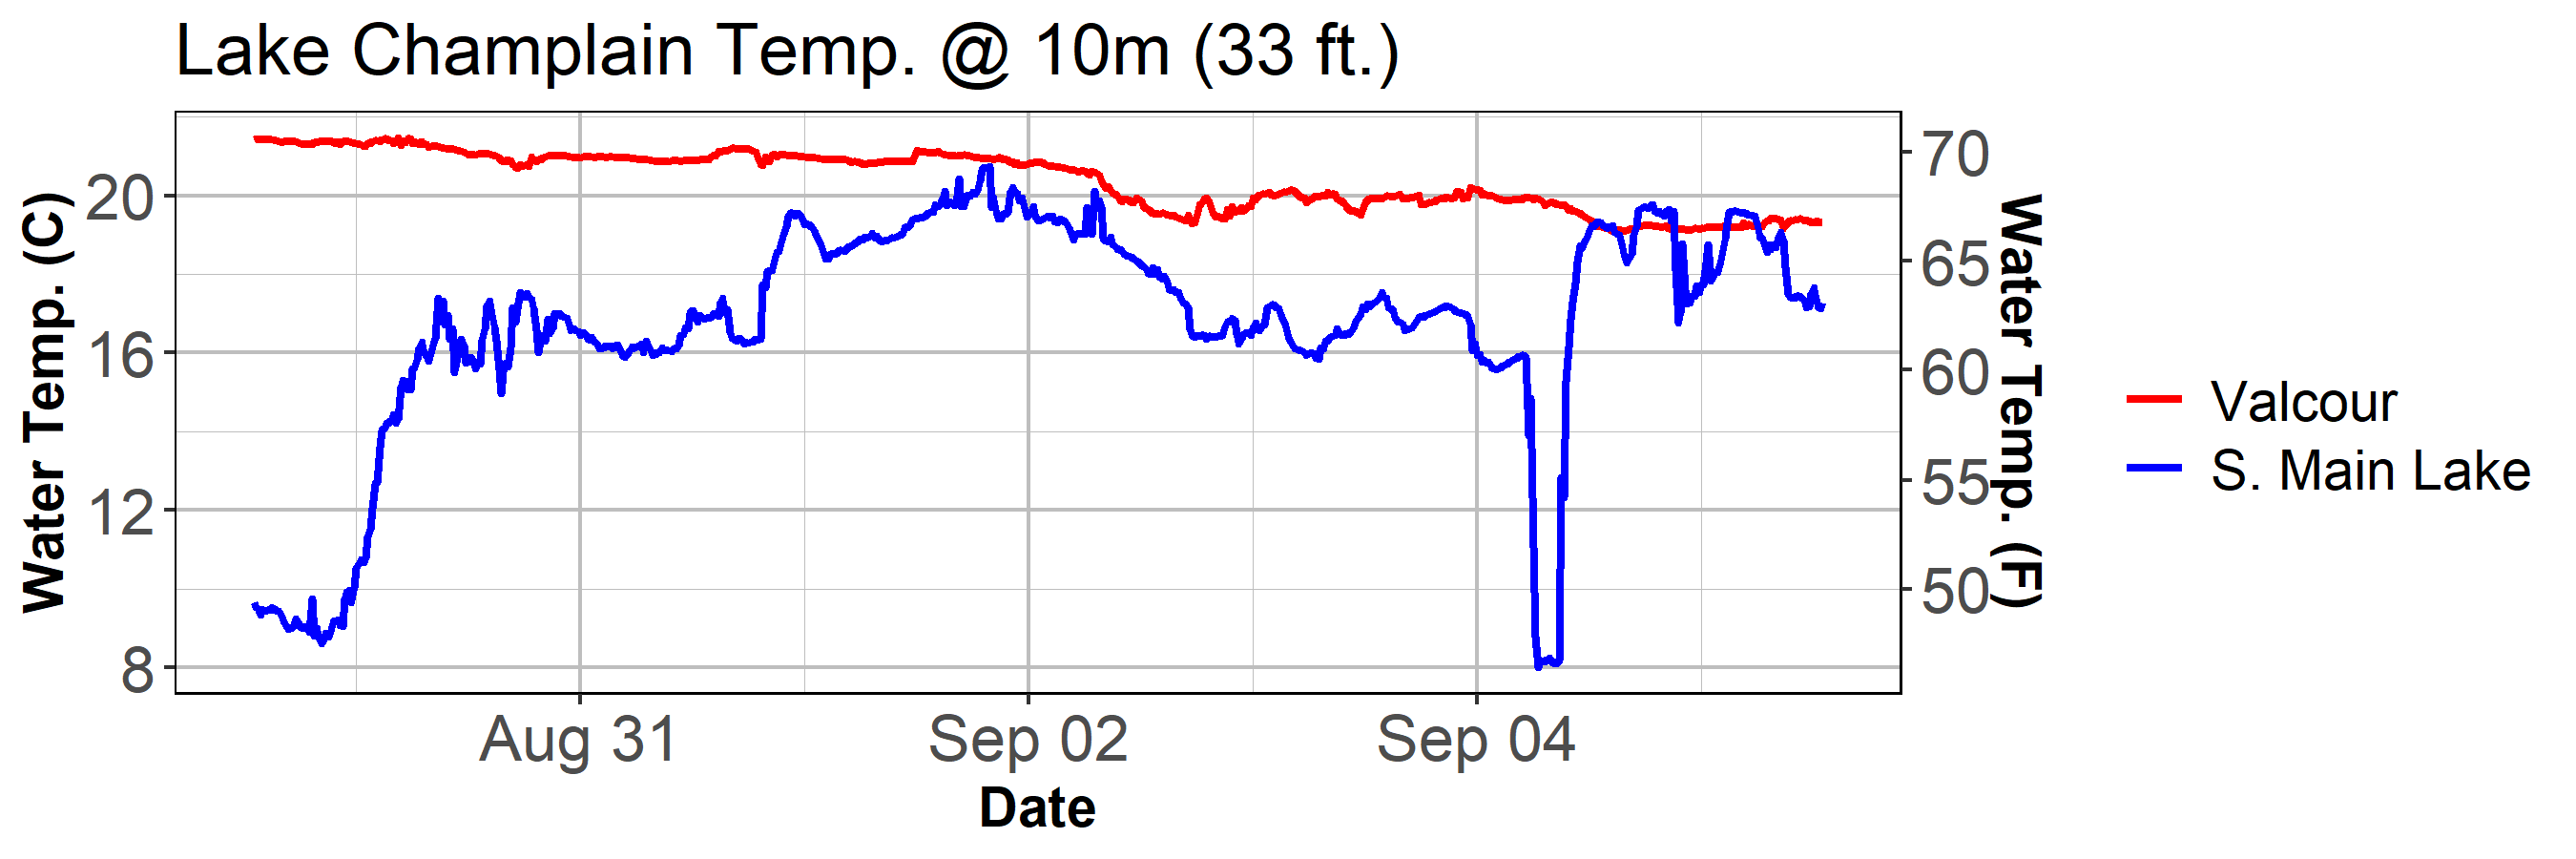 Lake Champlain Temp. @ 10m (33 ft.)
Water Temp. (C)
20
16
12
8
70
65
60
55
50
Water Temp. (F)
Aug 31
Sep 02
Sep 04
Date
Valcour
S. Main Lake